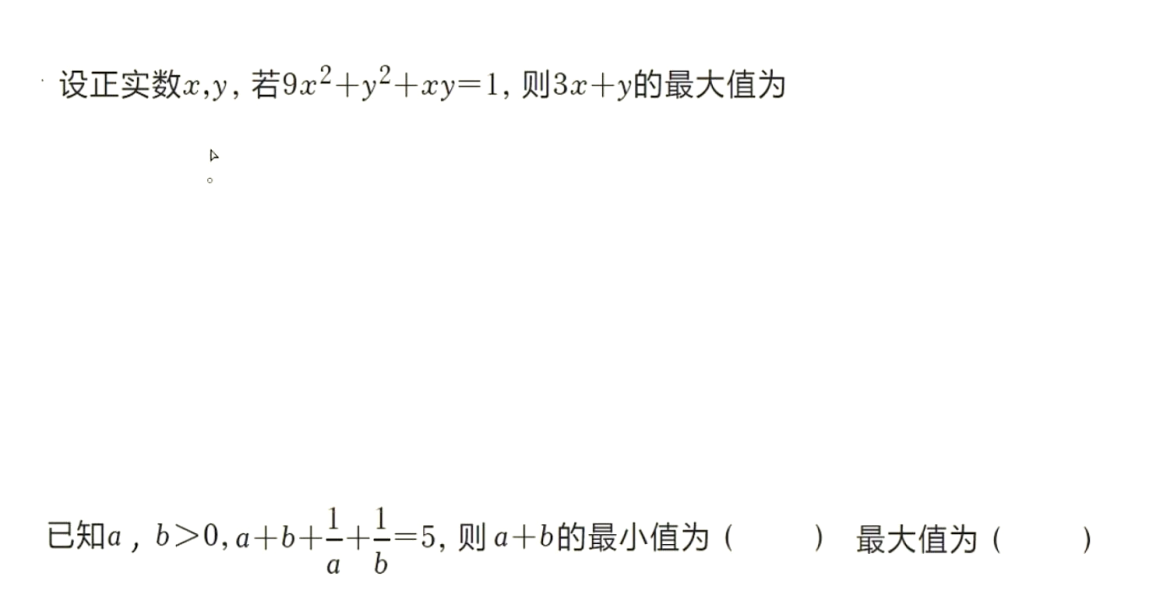 设正实数x,y, 若9x²+y²+xy=1, 则3x+y的最大值为
已知a, b>0, a+b+1/a+1/b=5, 则a+b的最小值为 (    ) 最大值为 (    )